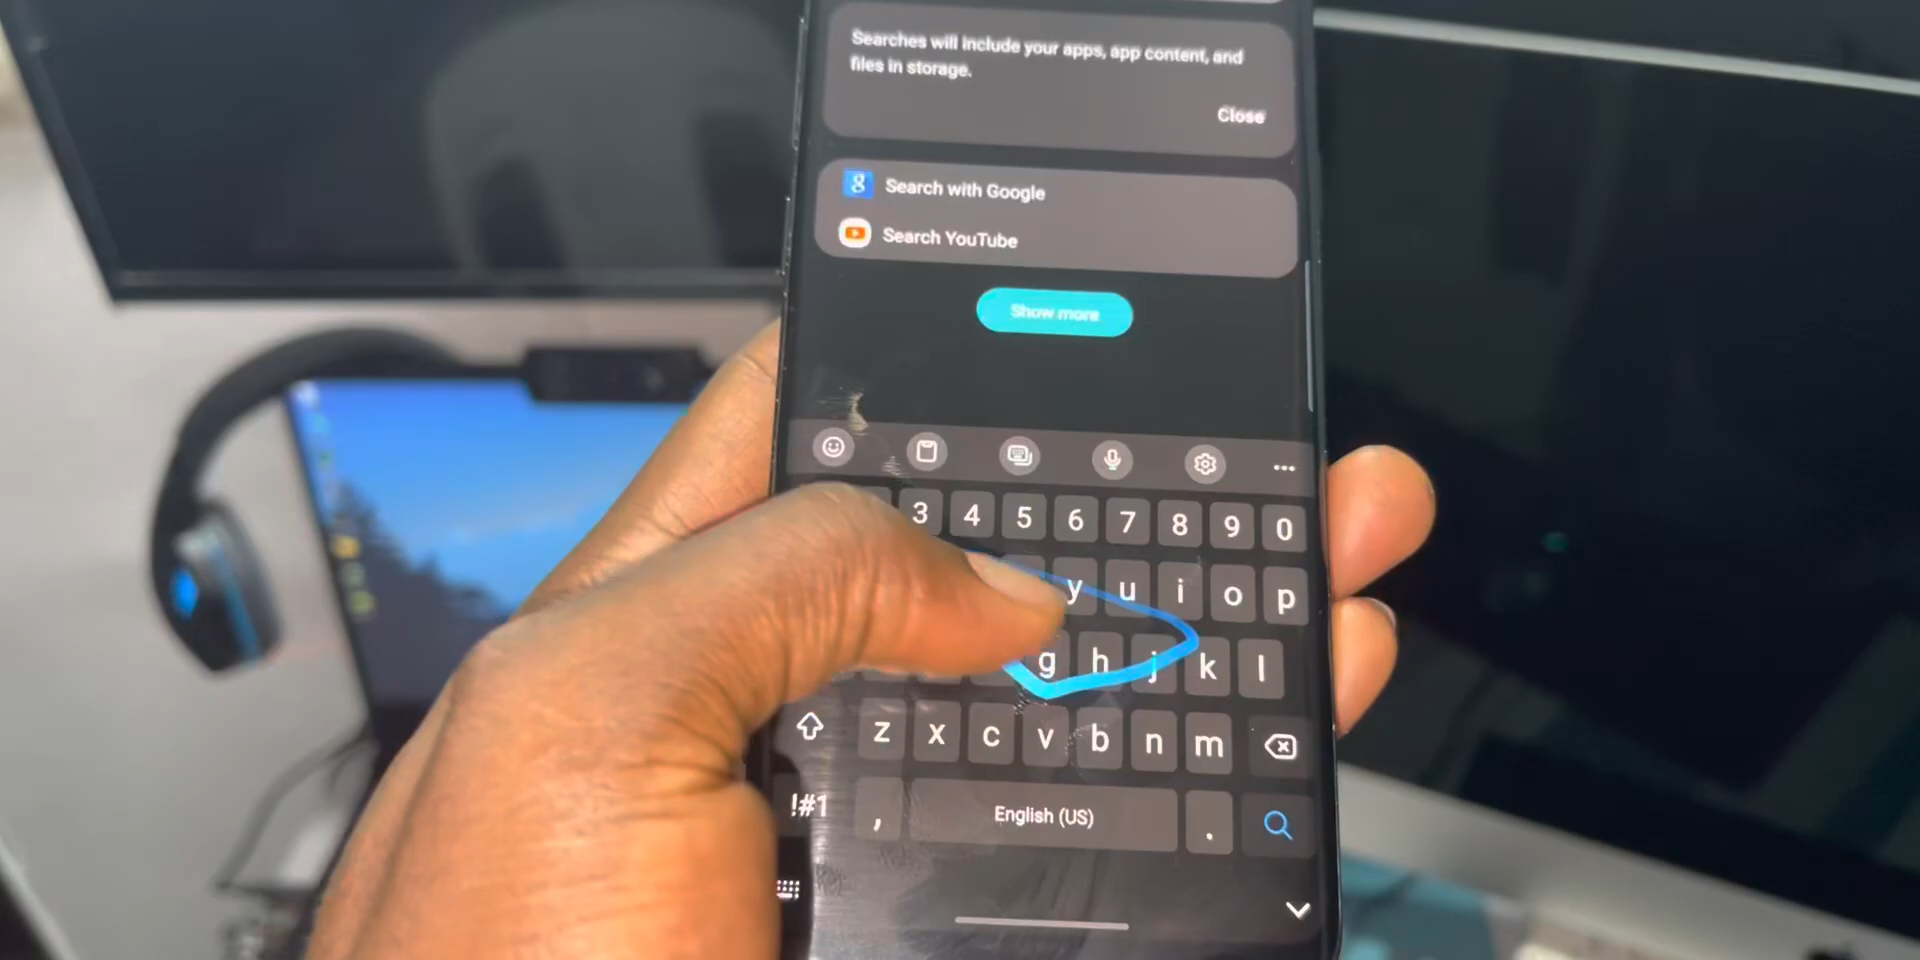 Searches will include your apps, app content, and
files in storage.
Close
g Search with Google
Search YouTube
Show more
3 4 5 6 7 8 9 0
y u i o p
g h j k l
z x c v b n m
!#1 , English (US) .